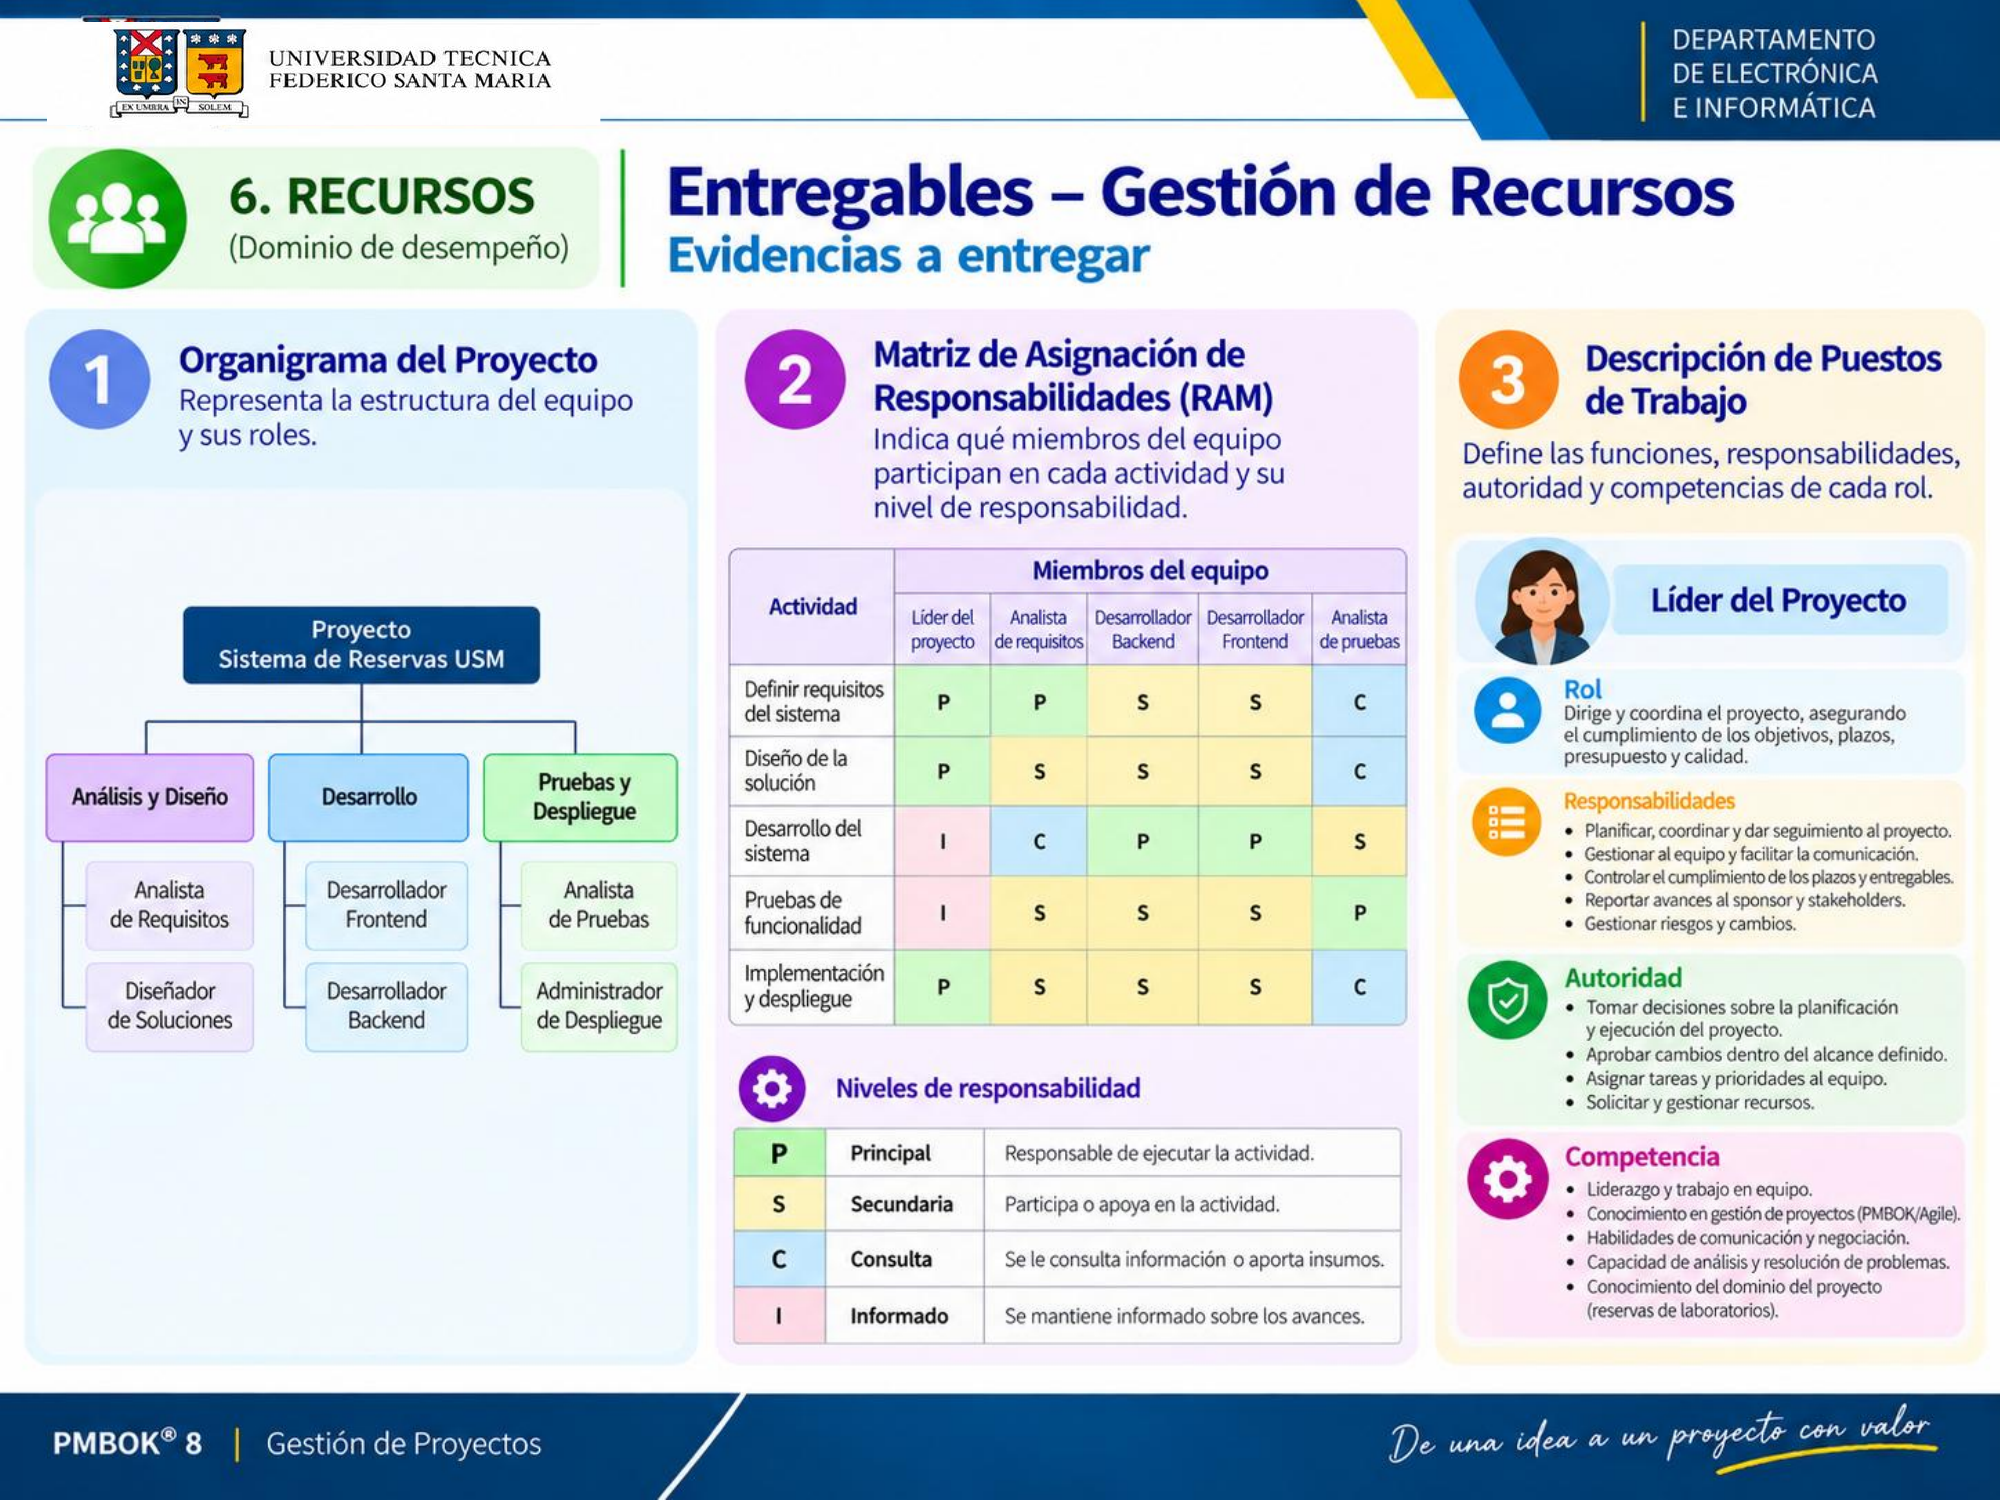 EX UMBRA IN SOLEM
UNIVERSIDAD TECNICA
FEDERICO SANTA MARIA
DEPARTAMENTO
DE ELECTRÓNICA
E INFORMÁTICA
6. RECURSOS
(Dominio de desempeño)
Entregables – Gestión de Recursos
Evidencias a entregar
1
Organigrama del Proyecto
Representa la estructura del equipo
y sus roles.
Proyecto
Sistema de Reservas USM
Análisis y Diseño
Desarrollo
Pruebas y
Despliegue
Analista
de Requisitos
Desarrollador
Frontend
Analista
de Pruebas
Diseñador
de Soluciones
Desarrollador
Backend
Administrador
de Despliegue
2
Matriz de Asignación de
Responsabilidades (RAM)
Indica qué miembros del equipo
participan en cada actividad y su
nivel de responsabilidad.
Actividad
Miembros del equipo
Líder del
proyecto
Analista
de requisitos
Desarrollador
Backend
Desarrollador
Frontend
Analista
de pruebas
Definir requisitos
del sistema
P P S S C
Diseño de la
solución
P S S S C
Desarrollo del
sistema
I C P P S
Pruebas de
funcionalidad
I S S S P
Implementación
y despliegue
P S S S C
Niveles de responsabilidad
P Principal Responsable de ejecutar la actividad.
S Secundaria Participa o apoya en la actividad.
C Consulta Se le consulta información o aporta insumos.
I Informado Se mantiene informado sobre los avances.
3
Descripción de Puestos
de Trabajo
Define las funciones, responsabilidades,
autoridad y competencias de cada rol.
Líder del Proyecto
Rol
Dirige y coordina el proyecto, asegurando
el cumplimiento de los objetivos, plazos,
presupuesto y calidad.
Responsabilidades
• Planificar, coordinar y dar seguimiento al proyecto.
• Gestionar al equipo y facilitar la comunicación.
• Controlar el cumplimiento de los plazos y entregables.
• Reportar avances al sponsor y stakeholders.
• Gestionar riesgos y cambios.
Autoridad
• Tomar decisiones sobre la planificación
y ejecución del proyecto.
• Aprobar cambios dentro del alcance definido.
• Asignar tareas y prioridades al equipo.
• Solicitar y gestionar recursos.
Competencia
• Liderazgo y trabajo en equipo.
• Conocimiento en gestión de proyectos (PMBOK/Agile).
• Habilidades de comunicación y negociación.
• Capacidad de análisis y resolución de problemas.
• Conocimiento del dominio del proyecto
(reservas de laboratorios).
PMBOK® 8 | Gestión de Proyectos
De una idea a un proyecto con valor